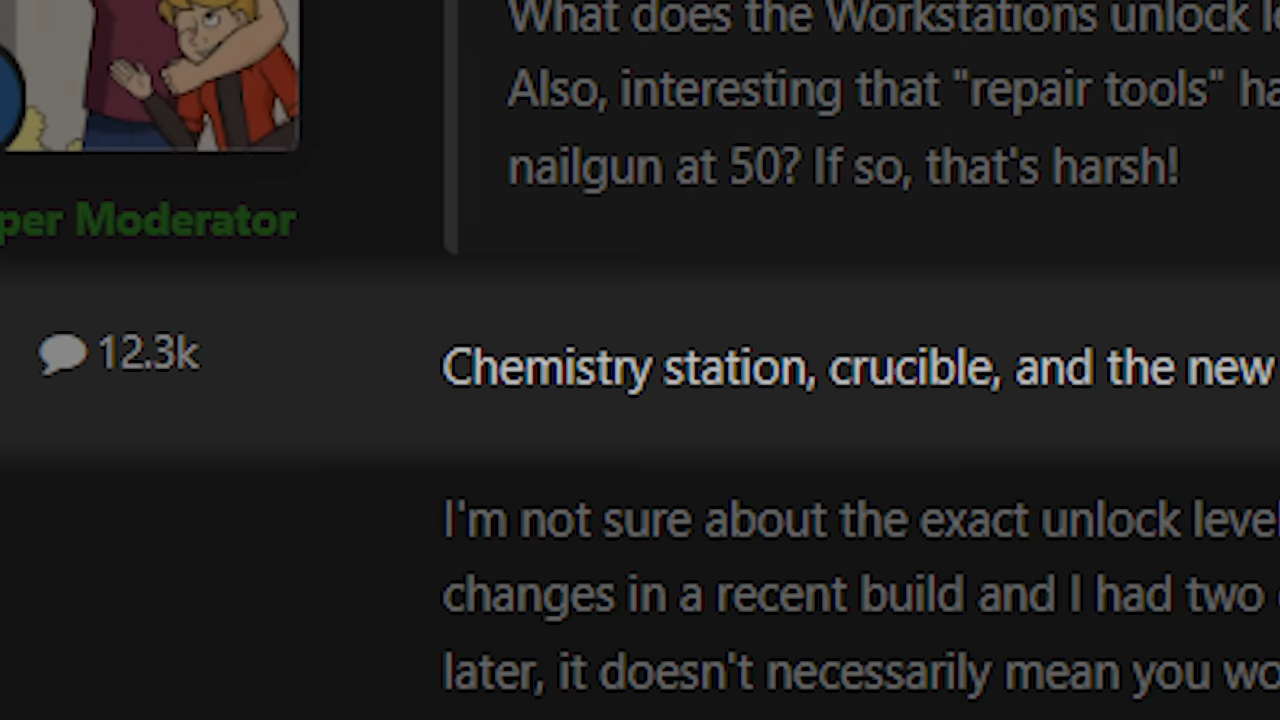 What does the Workstations unlock
Also, interesting that "repair tools" ha
nailgun at 50? If so, that's harsh!
per Moderator
12.3k
Chemistry station, crucible, and the new
I'm not sure about the exact unlock leve
changes in a recent build and I had two
later, it doesn't necessarily mean you wo